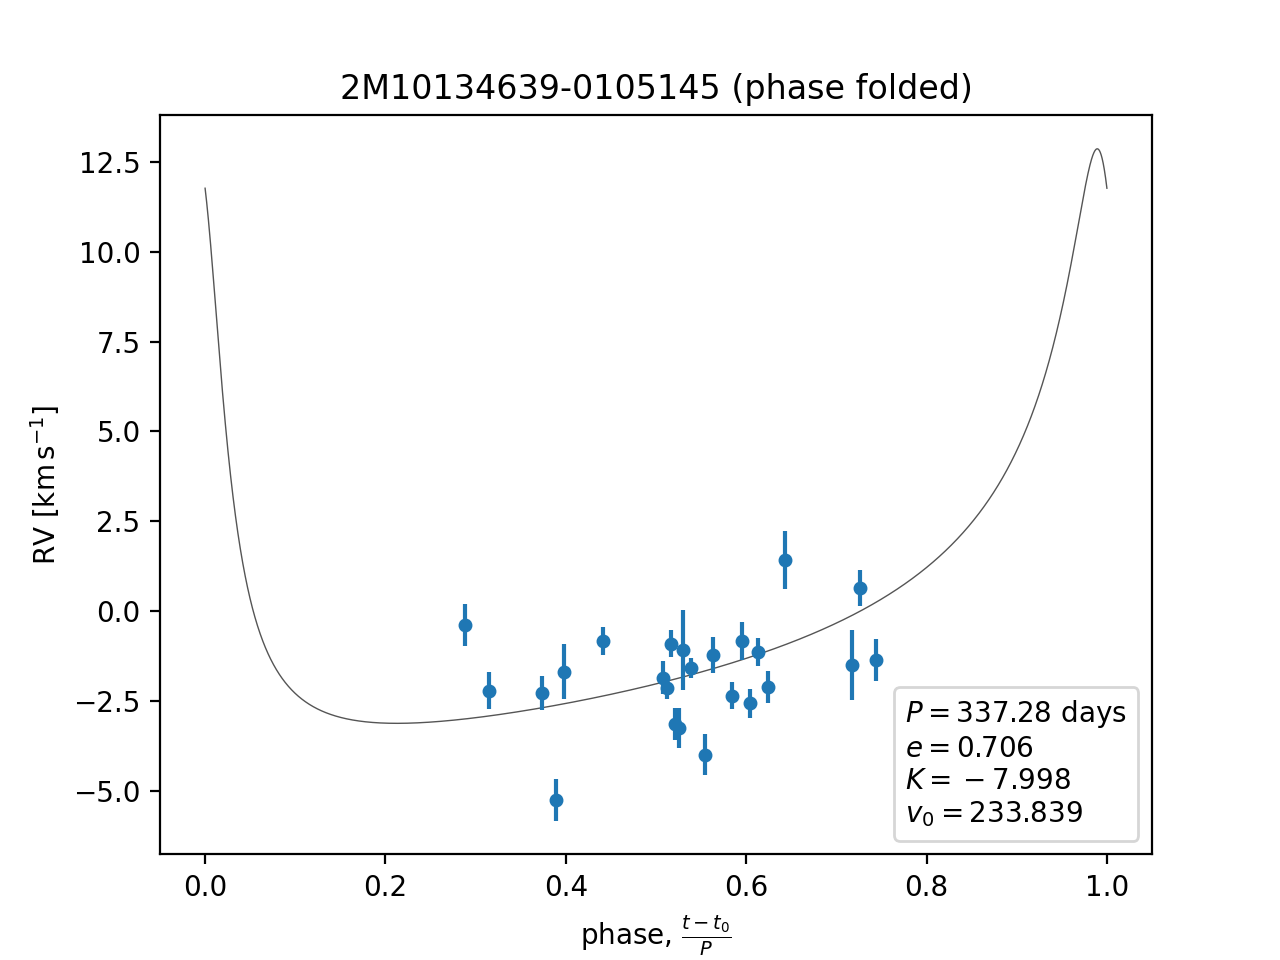 2M10134639-0105145 (phase folded)
12.5
10.0
7.5
5.0
2.5
0.0
−2.5
−5.0
RV [km s⁻¹]
P = 337.28 days
e = 0.706
K = −7.998
v₀ = 233.839
0.0 0.2 0.4 0.6 0.8 1.0
phase, (t − t₀)/P